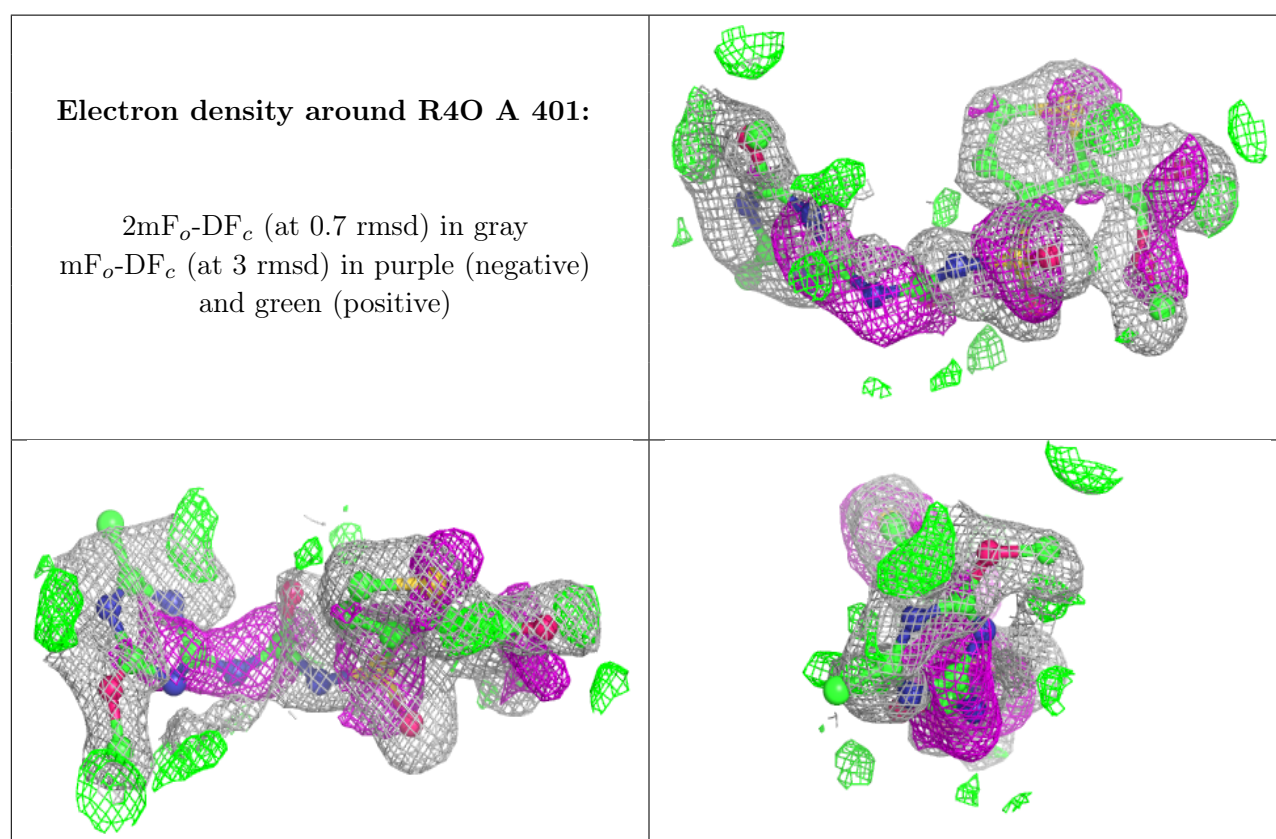 Electron density around R4O A 401:
2mFo-DFc (at 0.7 rmsd) in gray
mFo-DFc (at 3 rmsd) in purple (negative)
and green (positive)